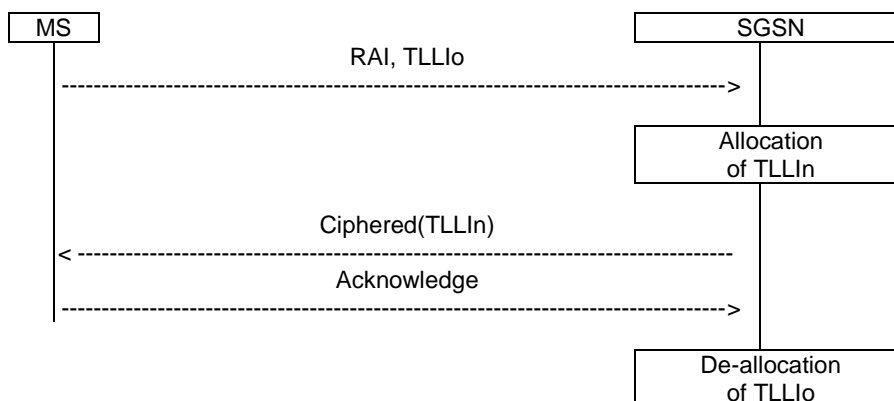 MS
SGSN
RAI, TLLIo
Allocation
of TLLIn
Ciphered(TLLIn)
Acknowledge
De-allocation
of TLLIo